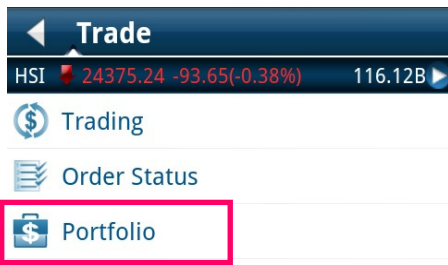 Trade
HSI 24375.24 -93.65(-0.38%) 116.12B
Trading
Order Status
Portfolio